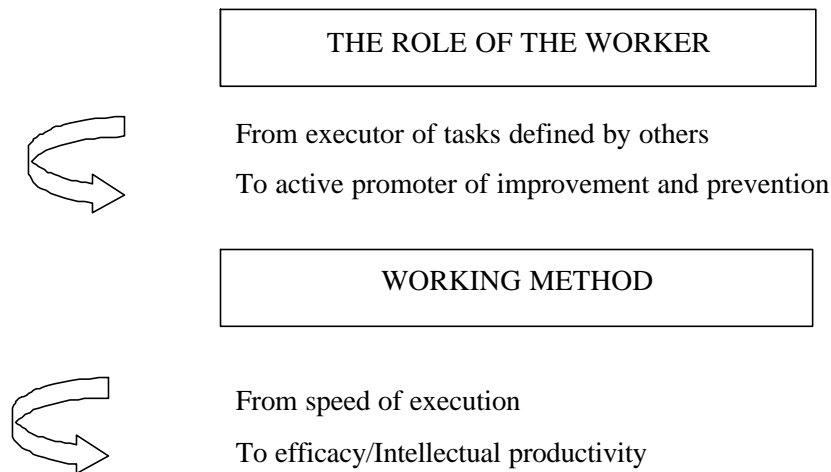 THE ROLE OF THE WORKER
From executor of tasks defined by others
To active promoter of improvement and prevention
WORKING METHOD
From speed of execution
To efficacy/Intellectual productivity